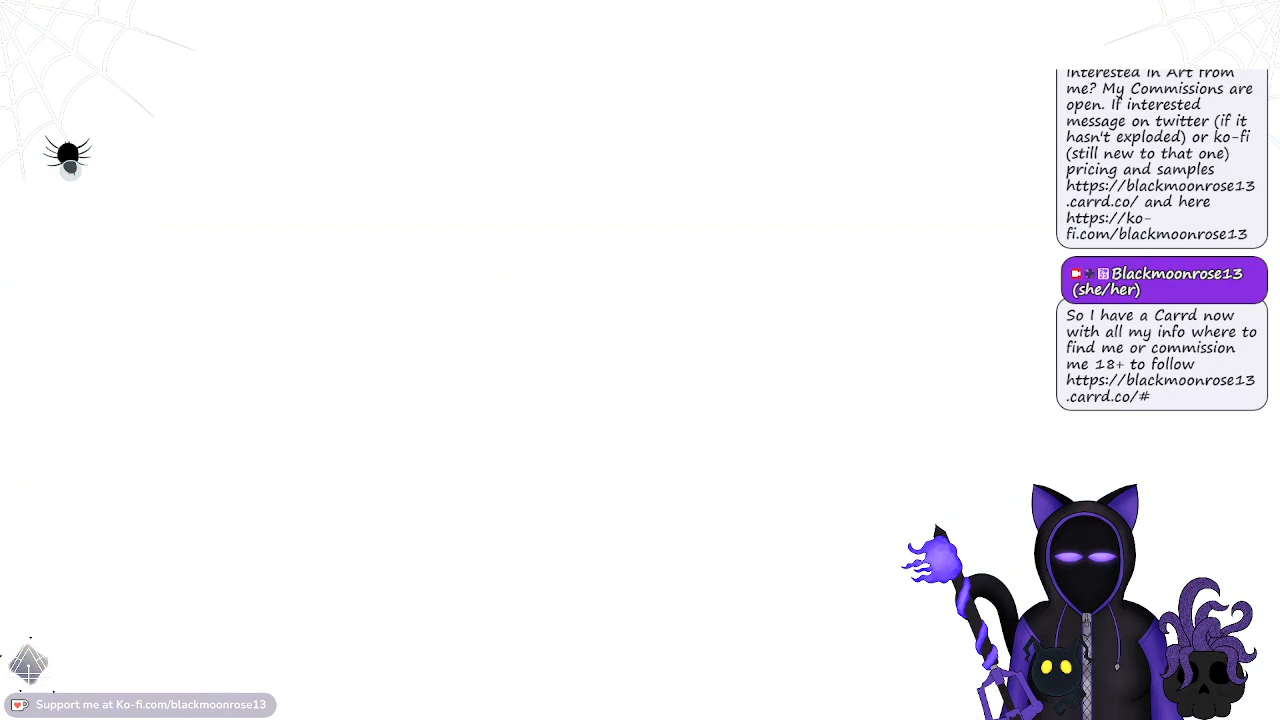 interested in Art from
me? My Commissions are
open. If interested
message on twitter (if it
hasn't exploded) or ko-fi
(still new to that one)
pricing and samples
https://blackmoonrose13
.carrd.co/ and here
https://ko-
fi.com/blackmoonrose13
Blackmoonrose13
(she/her)
So I have a Carrd now
with all my info where to
find me or commission
me 18+ to follow
https://blackmoonrose13
.carrd.co/#
Support me at Ko-fi.com/blackmoonrose13